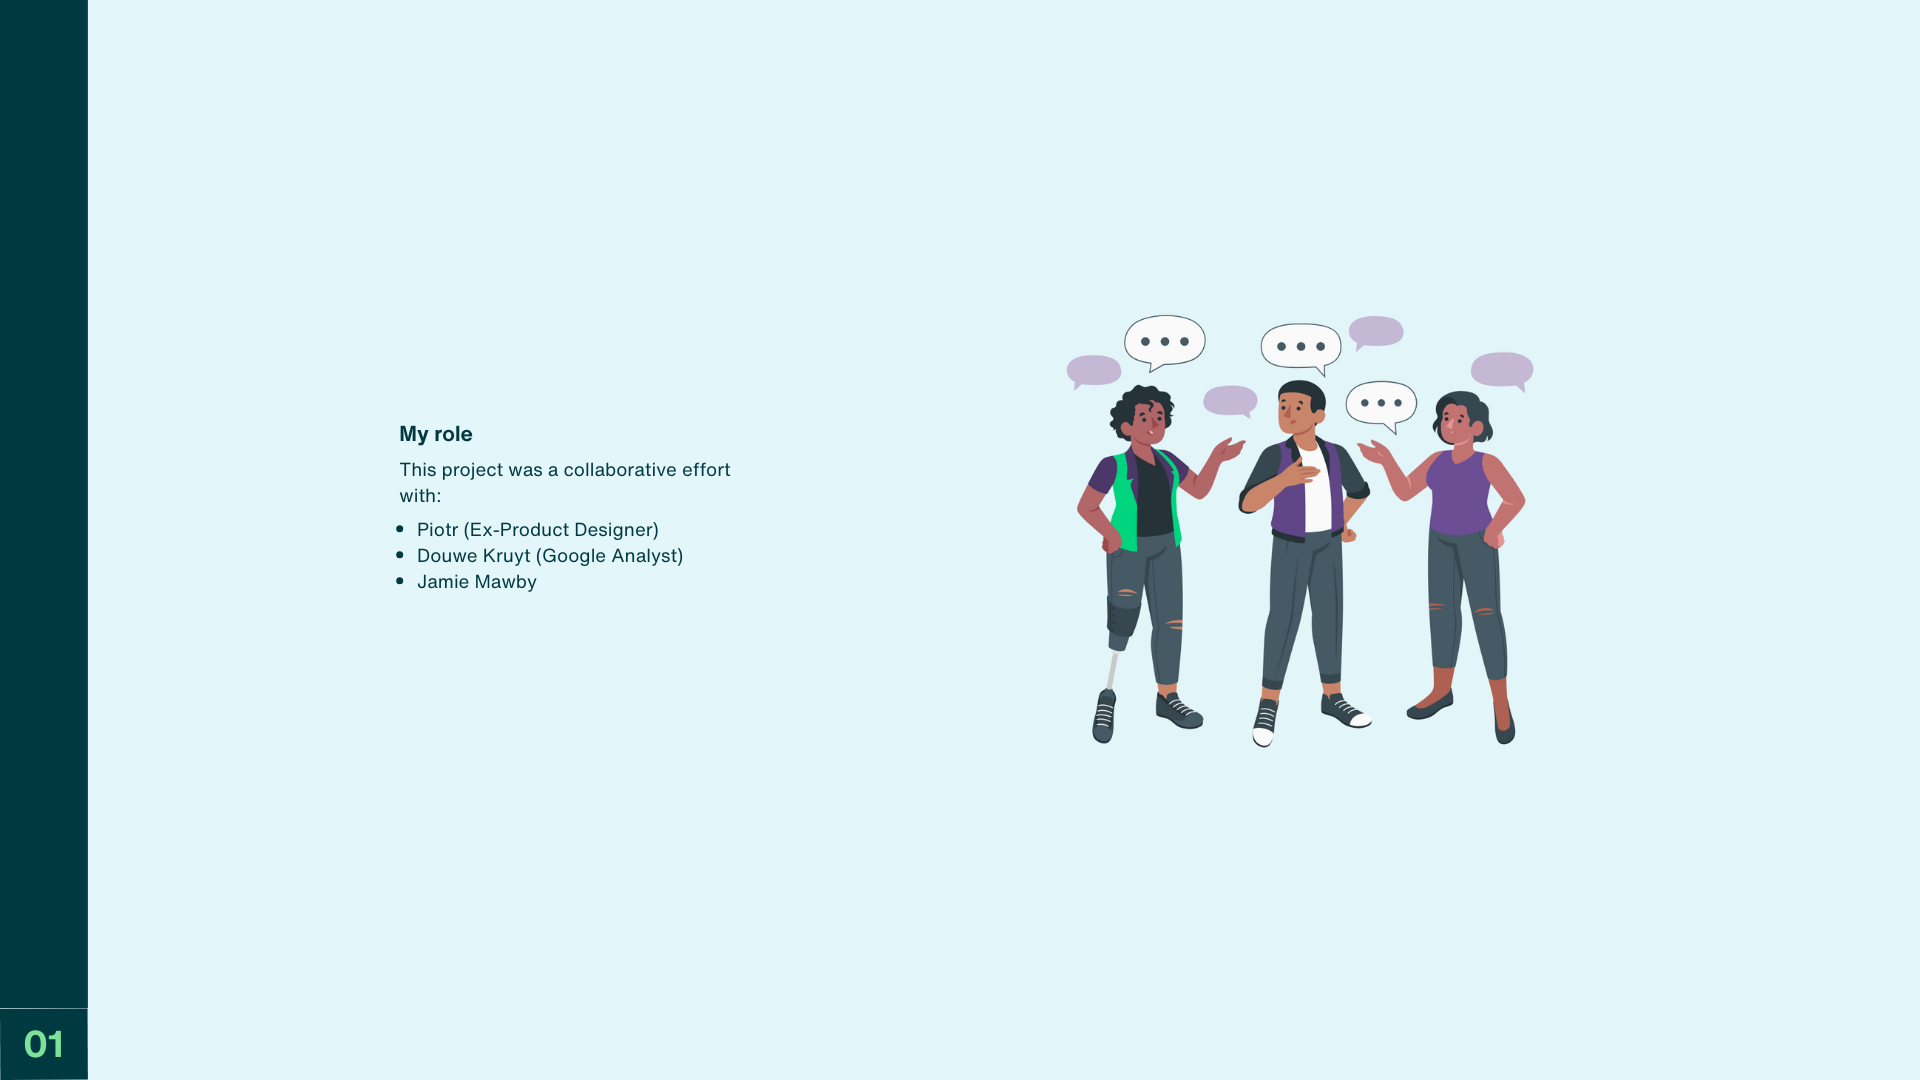 My role
This project was a collaborative effort
with:
• Piotr (Ex-Product Designer)
• Douwe Kruyt (Google Analyst)
• Jamie Mawby
01